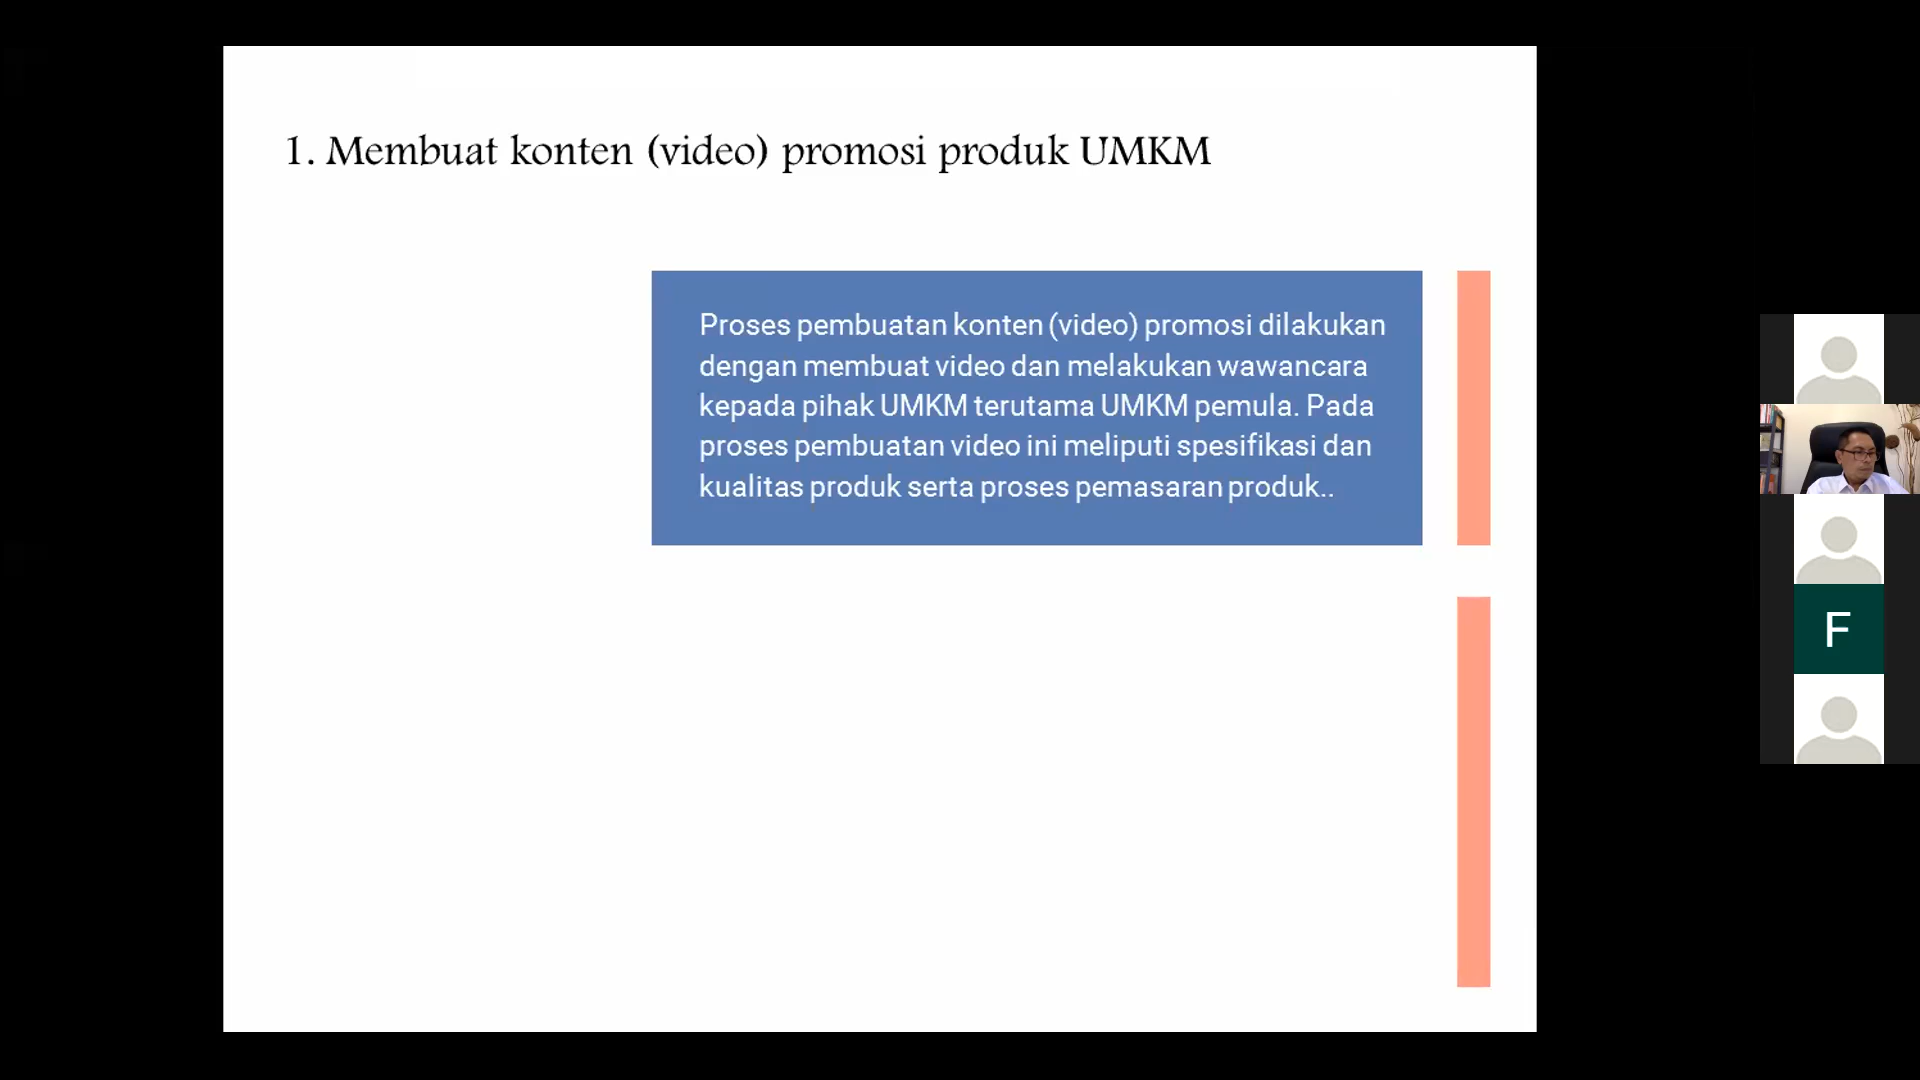 1. Membuat konten (video) promosi produk UMKM
Proses pembuatan konten (video) promosi dilakukan
dengan membuat video dan melakukan wawancara
kepada pihak UMKM terutama UMKM pemula. Pada
proses pembuatan video ini meliputi spesifikasi dan
kualitas produk serta proses pemasaran produk..
F